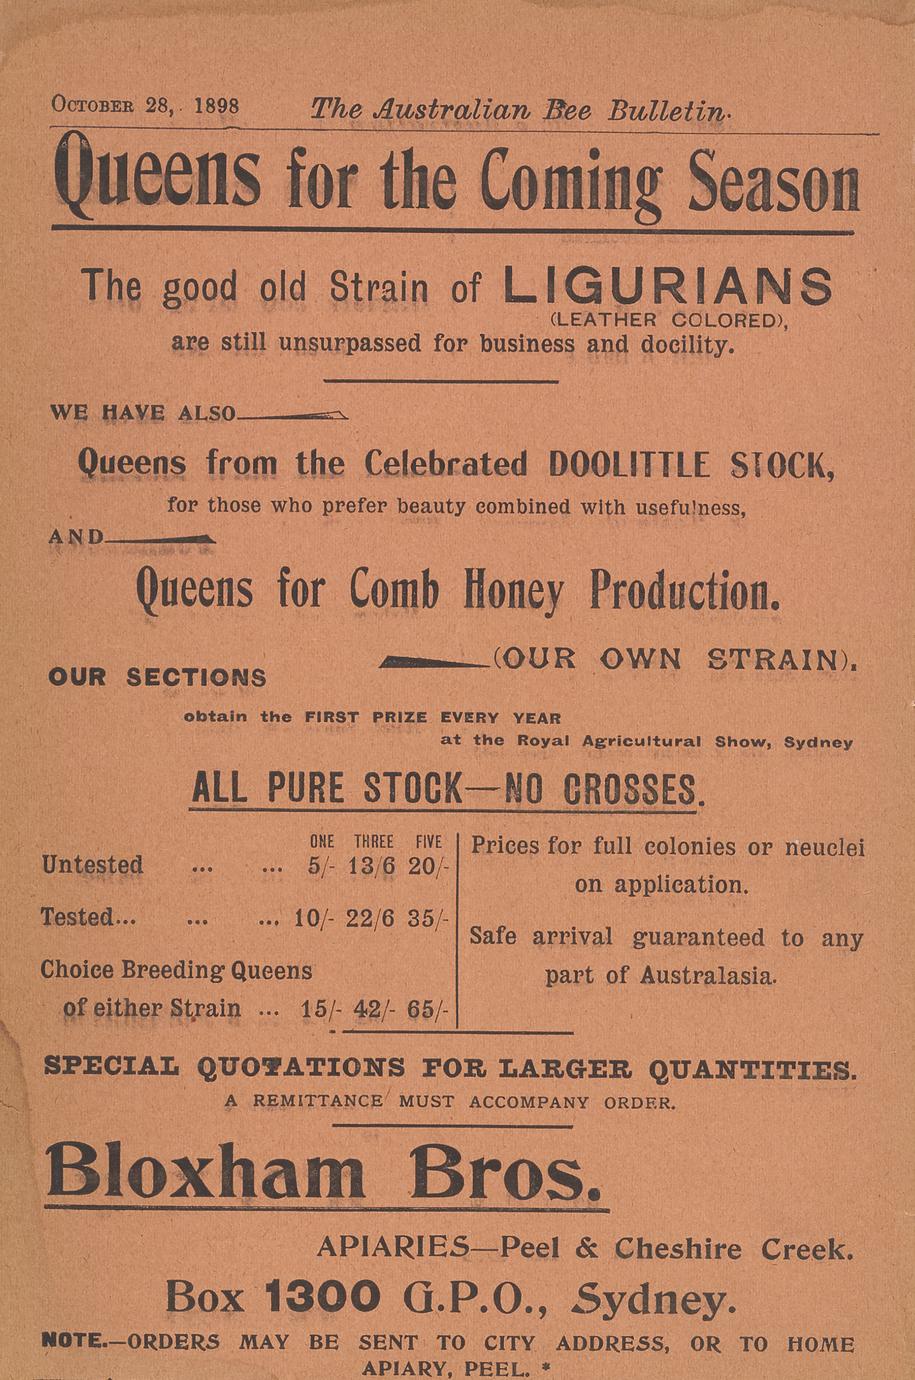 October 28, 1898 The Australian Bee Bulletin.
Queens for the Coming Season
The good old Strain of LIGURIANS
(LEATHER COLORED),
are still unsurpassed for business and docility.
WE HAVE ALSO
Queens from the Celebrated DOOLITTLE STOCK,
for those who prefer beauty combined with usefulness,
AND
Queens for Comb Honey Production.
(OUR OWN STRAIN).
OUR SECTIONS
obtain the FIRST PRIZE EVERY YEAR
at the Royal Agricultural Show, Sydney
ALL PURE STOCK—NO CROSSES.
ONE THREE FIVE
Untested ... ... 5/- 13/6 20/-
Tested... ... ... 10/- 22/6 35/-
Choice Breeding Queens
of either Strain ... 15/- 42/- 65/-
Prices for full colonies or neuclei
on application.
Safe arrival guaranteed to any
part of Australasia.
SPECIAL QUOTATIONS FOR LARGER QUANTITIES.
A REMITTANCE MUST ACCOMPANY ORDER.
Bloxham Bros.
APIARIES—Peel & Cheshire Creek.
Box 1300 G.P.O., Sydney.
NOTE.—ORDERS MAY BE SENT TO CITY ADDRESS, OR TO HOME
APIARY, PEEL. *